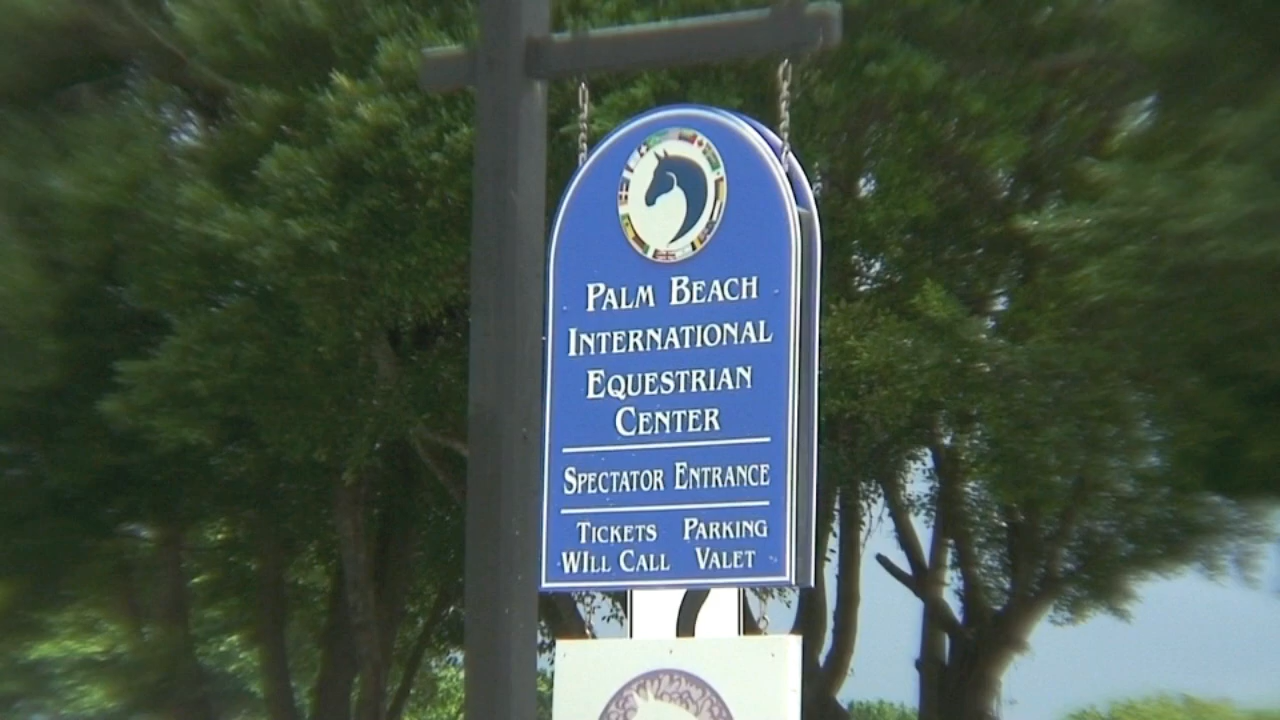 PALM BEACH
INTERNATIONAL
EQUESTRIAN
CENTER
SPECTATOR ENTRANCE
TICKETS PARKING
WIll CALL VALET